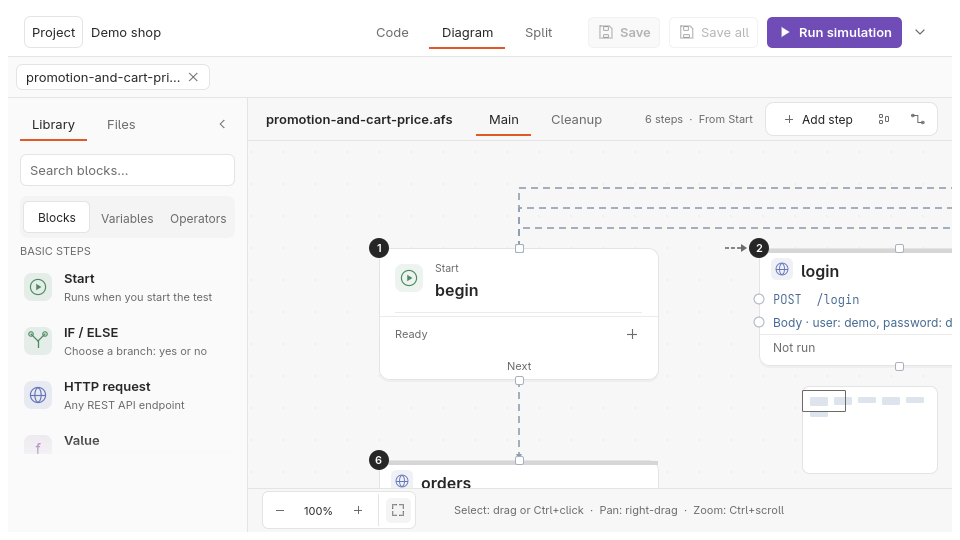 Project Demo shop Code Diagram Split Save Save all Run simulation
promotion-and-cart-pri...
Library Files
promotion-and-cart-price.afs Main Cleanup 6 steps · From Start Add step
Search blocks...
Blocks Variables Operators
BASIC STEPS
Start
Runs when you start the test
IF / ELSE
Choose a branch: yes or no
HTTP request
Any REST API endpoint
Value
f
1
Start
begin
Ready
Next
2
login
POST /login
Body · user: demo, password: d
Not run
6
orders
100%
Select: drag or Ctrl+click · Pan: right-drag · Zoom: Ctrl+scroll